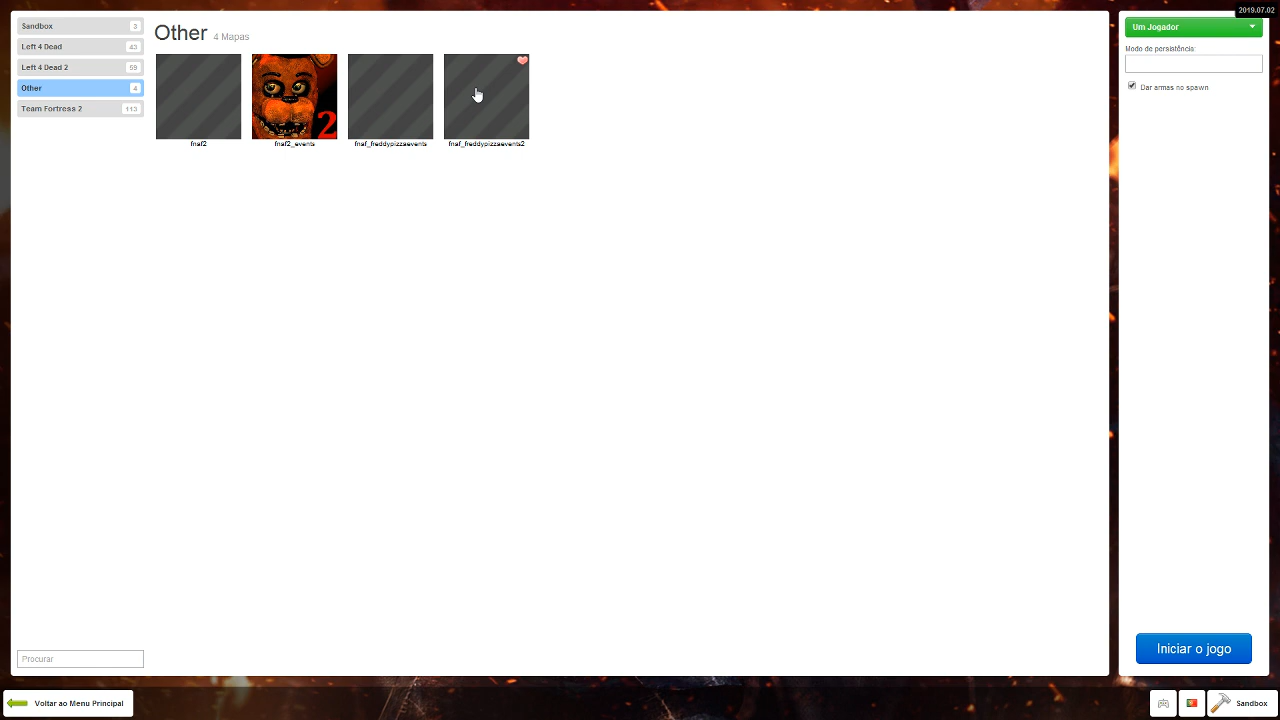 2019.07.02
Sandbox 3
Left 4 Dead 43
Left 4 Dead 2 59
Other 4
Team Fortress 2 113
Other 4 Mapas
2
fnaf2
fnaf2_events
fnaf_freddypizzaevents
fnaf_freddypizzaevents2
Um Jogador
Modo de persistência:
Dar armas no spawn
Procurar
Iniciar o jogo
Voltar ao Menu Principal
Sandbox